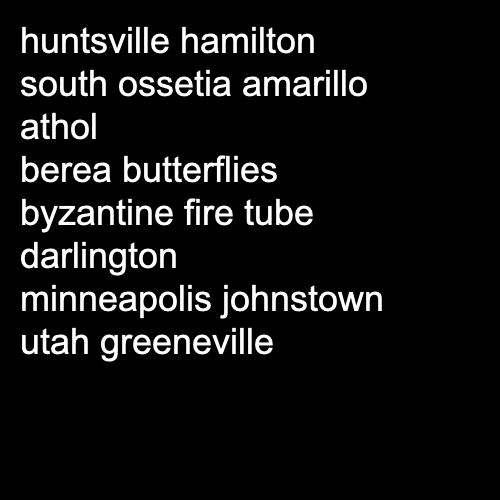 huntsville hamilton
south ossetia amarillo
athol
berea butterflies
byzantine fire tube
darlington
minneapolis johnstown
utah greeneville